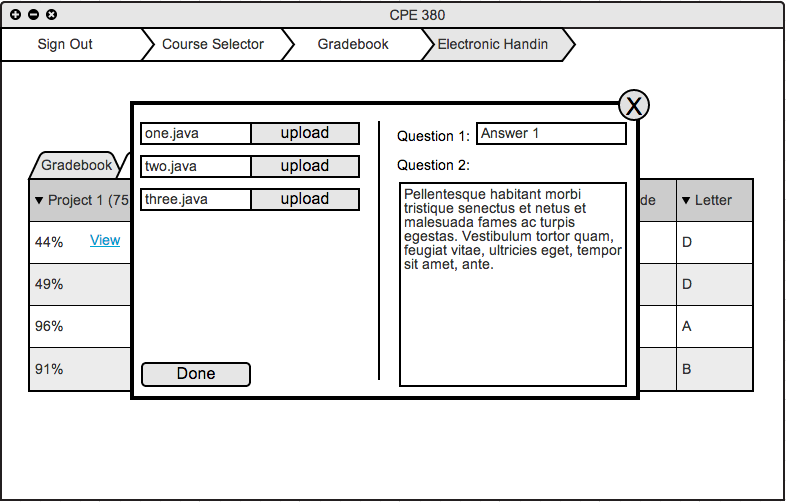 CPE 380
Sign Out
Course Selector
Gradebook
Electronic Handin
X
one.java upload
two.java upload
three.java upload
Done
Question 1: Answer 1
Question 2:
Pellentesque habitant morbi
tristique senectus et netus et
malesuada fames ac turpis
egestas. Vestibulum tortor quam,
feugiat vitae, ultricies eget, tempor
sit amet, ante.
Gradebook
Project 1 (75
de
Letter
44% View D
49% D
96% A
91% B